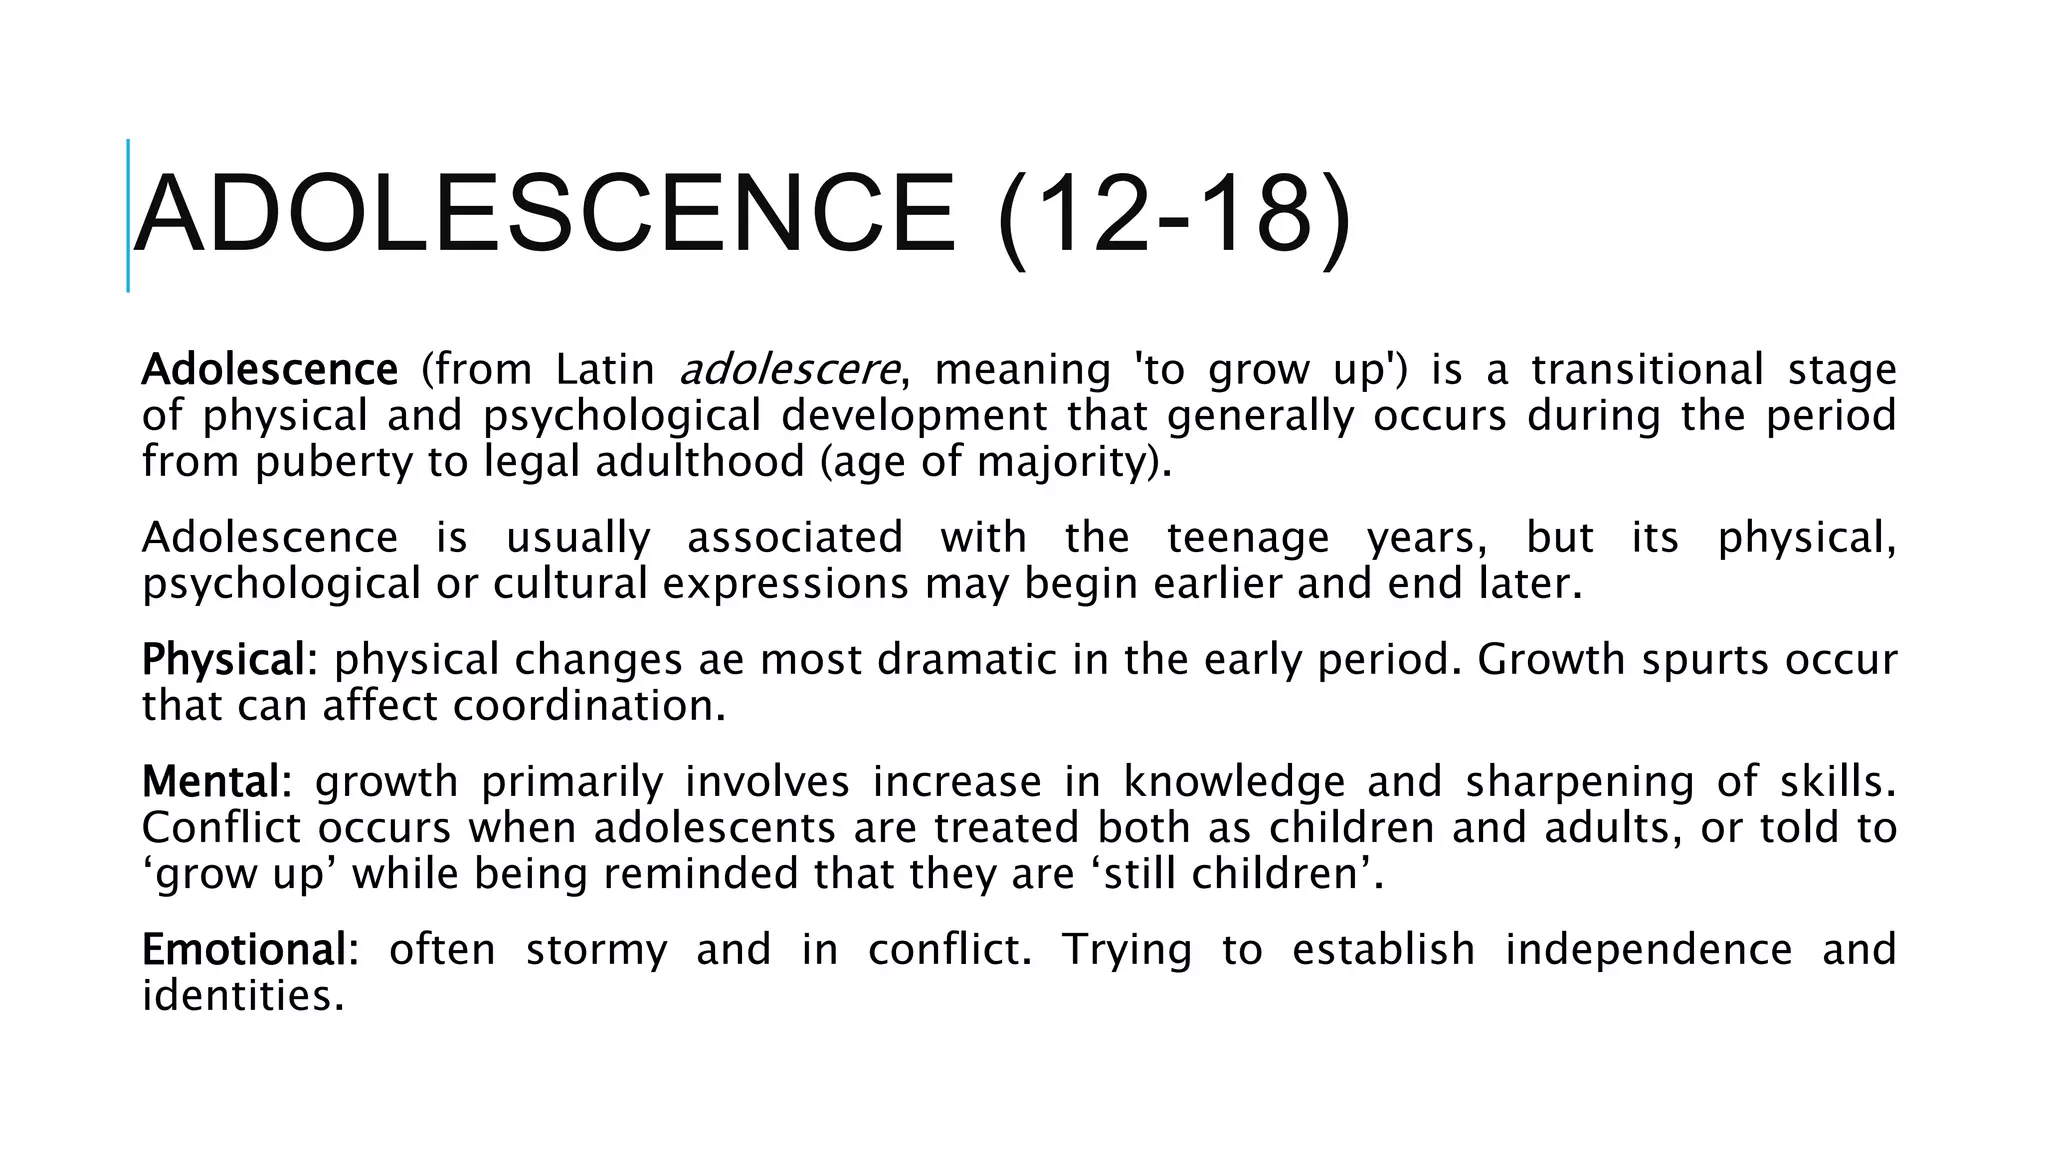 ADOLESCENCE (12-18)
Adolescence (from Latin adolescere, meaning 'to grow up') is a transitional stage
of physical and psychological development that generally occurs during the period
from puberty to legal adulthood (age of majority).
Adolescence is usually associated with the teenage years, but its physical,
psychological or cultural expressions may begin earlier and end later.
Physical: physical changes ae most dramatic in the early period. Growth spurts occur
that can affect coordination.
Mental: growth primarily involves increase in knowledge and sharpening of skills.
Conflict occurs when adolescents are treated both as children and adults, or told to
‘grow up’ while being reminded that they are ‘still children’.
Emotional: often stormy and in conflict. Trying to establish independence and
identities.